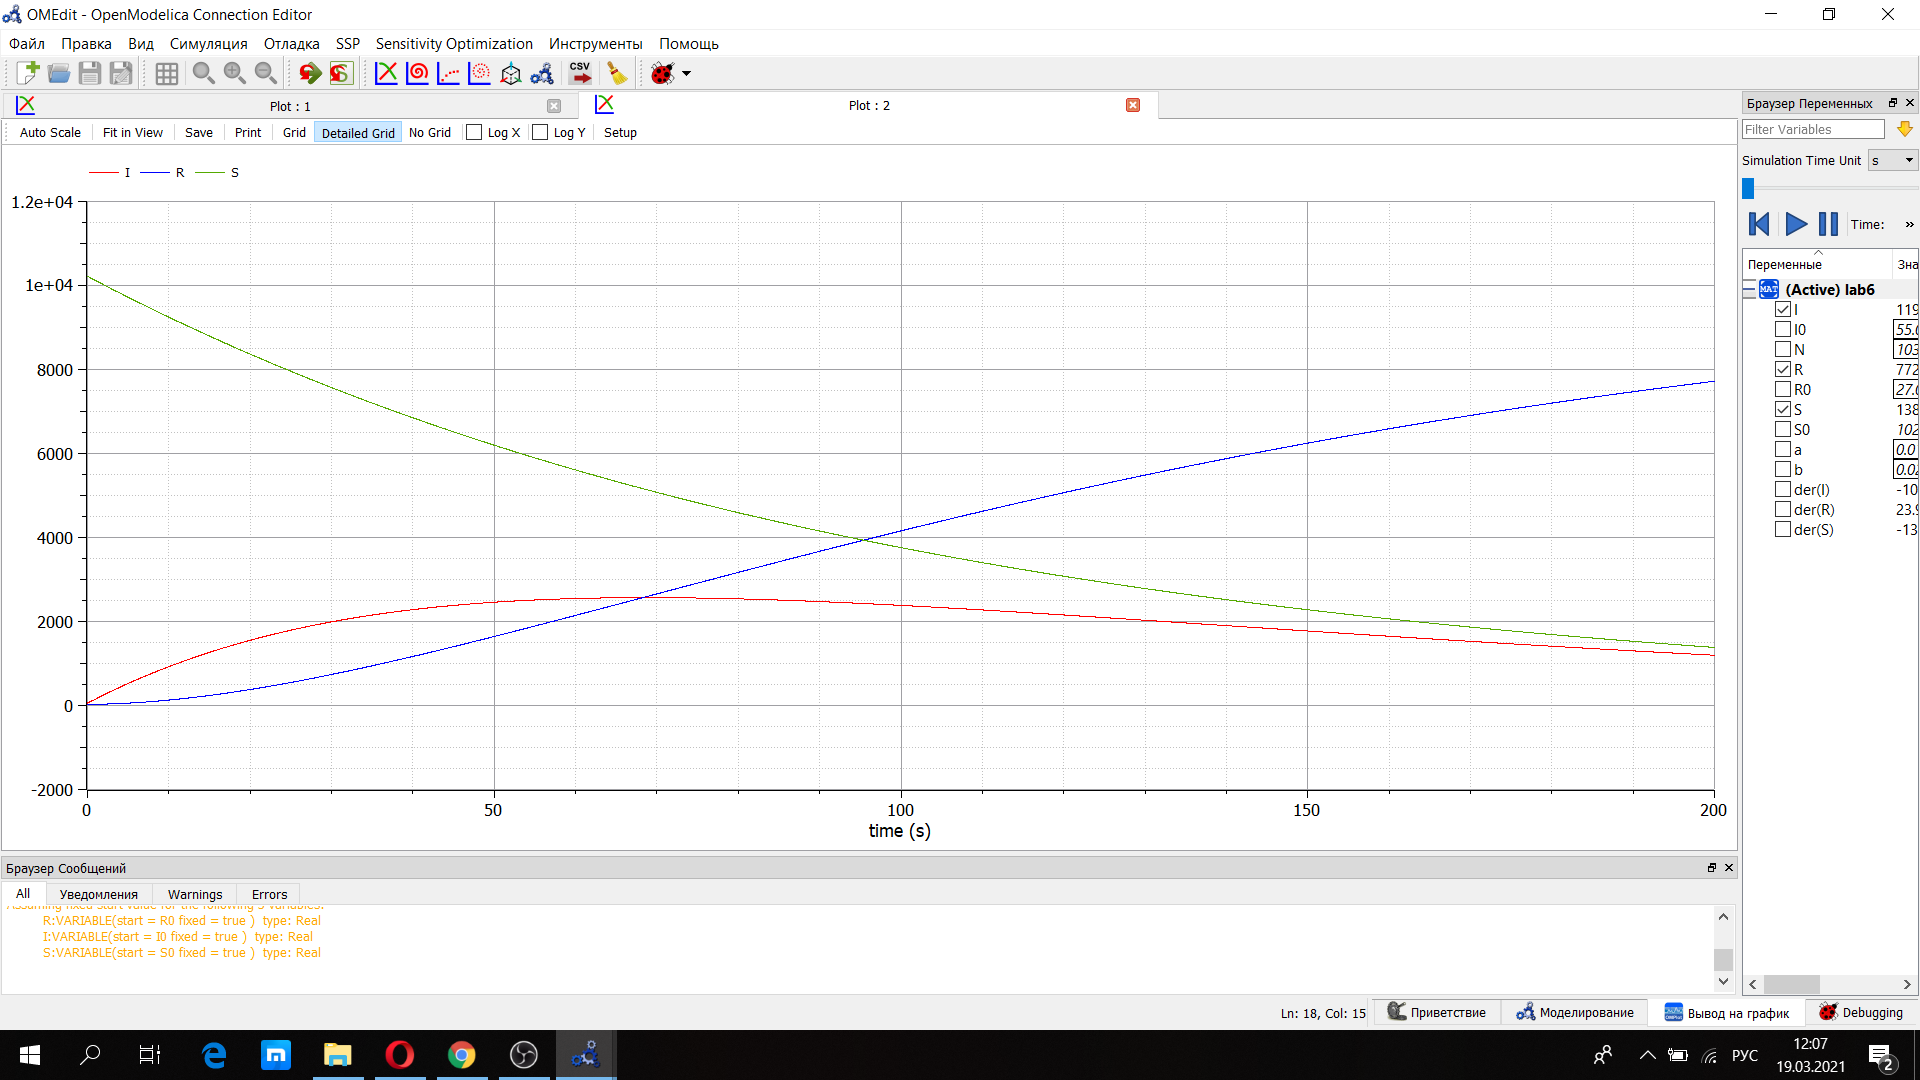 OMEdit - OpenModelica Connection Editor
Файл Правка Вид Симуляция Отладка SSP Sensitivity Optimization Инструменты Помощь
CSV
Plot : 1
Plot : 2
Auto Scale Fit in View Save Print Grid Detailed Grid No Grid Log X Log Y Setup
I R S
1.2e+04
1e+04
8000
6000
4000
2000
0
-2000
0 50 100 150 200
time (s)
Браузер Переменных
Filter Variables
Simulation Time Unit s
Time: »
Переменные Зна
(Active) lab6
I 119
I0 55.0
N 103
R 772
R0 27.0
S 138
S0 102
a 0.0
b 0.02
der(I) -10
der(R) 23.9
der(S) -13
Браузер Сообщений
All Уведомления Warnings Errors
R:VARIABLE(start = R0 fixed = true ) type: Real
I:VARIABLE(start = I0 fixed = true ) type: Real
S:VARIABLE(start = S0 fixed = true ) type: Real
Ln: 18, Col: 15 Приветствие Моделирование Вывод на график Debugging
РУС
12:07
19.03.2021
2